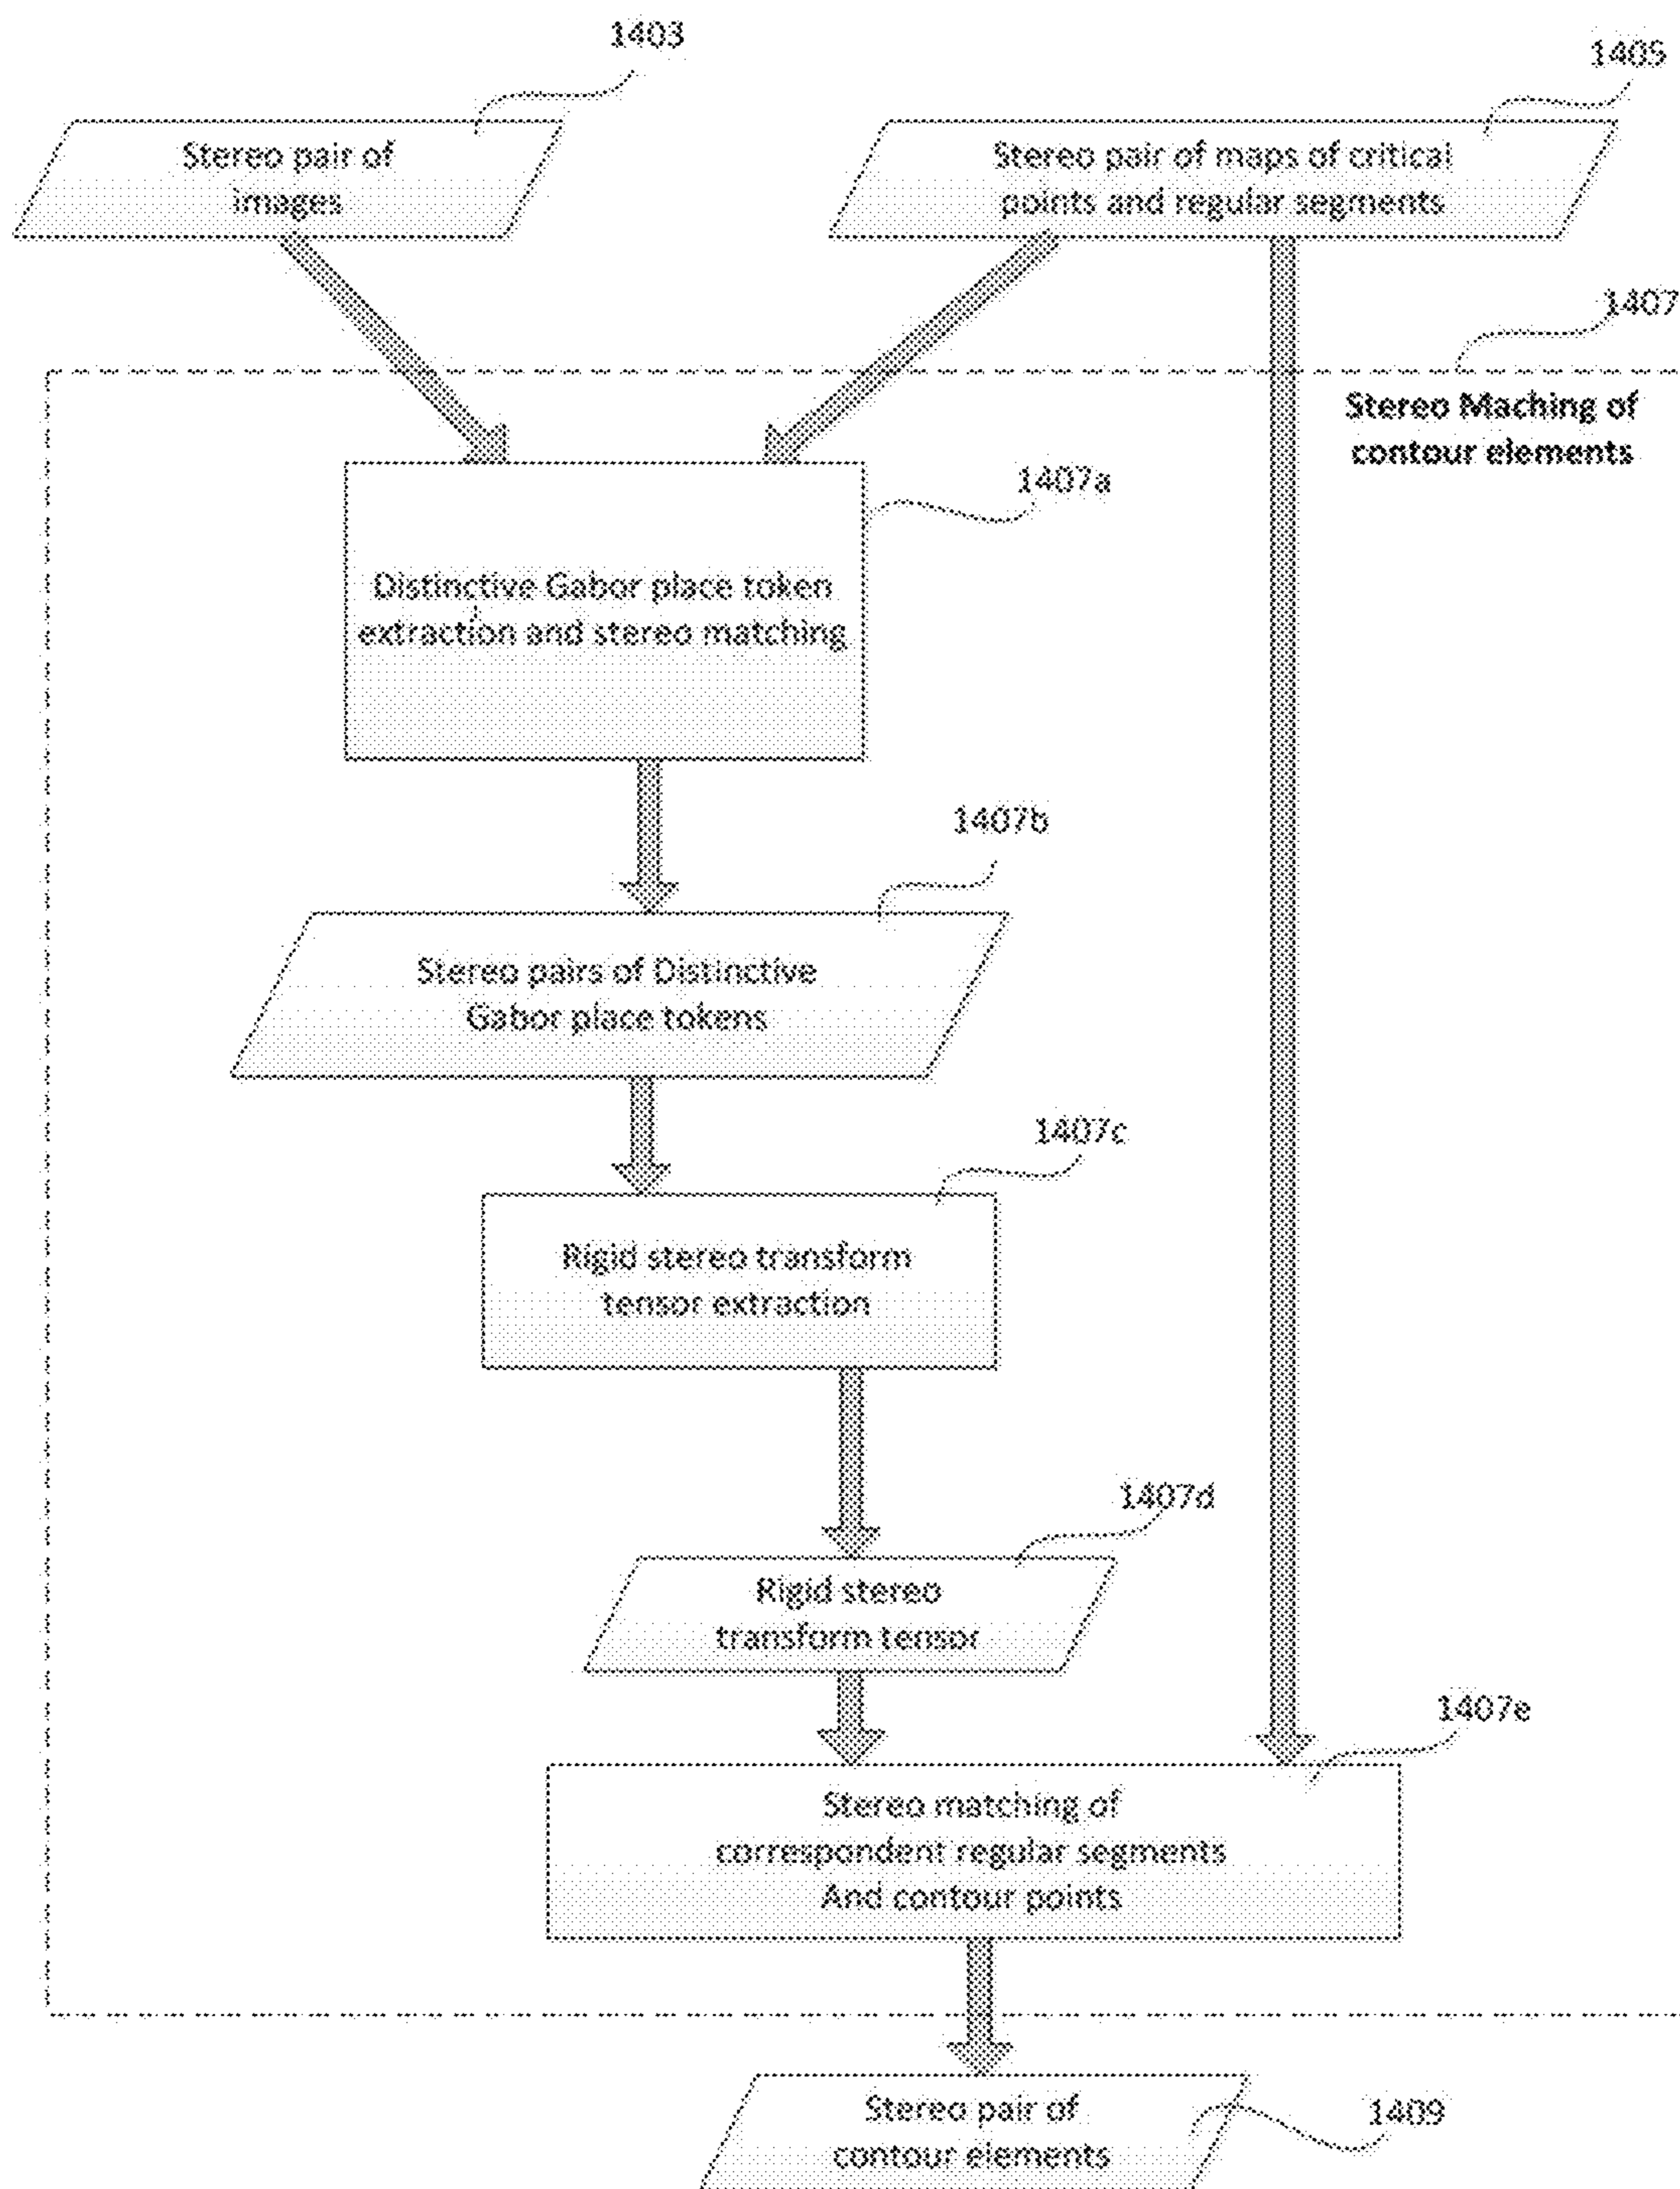 1403
1405
Stereo pair of
images
Stereo pair of maps of critical
points and regular segments
1407
Stereo Maching of
contour elements
1407a
Distinctive Gabor place token
extraction and stereo matching
1407b
Stereo pairs of Distinctive
Gabor place tokens
1407c
Rigid stereo transform
tensor extraction
1407d
Rigid stereo
transform tensor
1407e
Stereo matching of
correspondent regular segments
And contour points
Stereo pair of
contour elements
1409